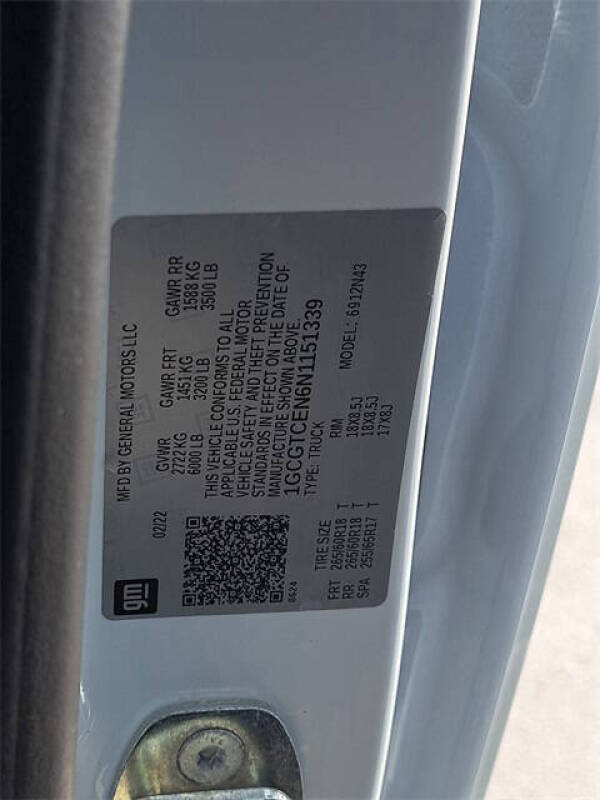 gm
MFD BY GENERAL MOTORS LLC
02/22
GVWR
2722 KG
6000 LB
GAWR FRT
1451 KG
3200 LB
GAWR RR
1588 KG
3500 LB
THIS VEHICLE CONFORMS TO ALL
APPLICABLE U.S. FEDERAL MOTOR
VEHICLE SAFETY AND THEFT PREVENTION
STANDARDS IN EFFECT ON THE DATE OF
MANUFACTURE SHOWN ABOVE.
1GCGTCEN6N1151339
TYPE: TRUCK
MODEL: 6912N43
8624
TIRE SIZE RIM
FRT 265/60R18 T 18X8.5J
RR 265/60R18 T 18X8.5J
SPA 255/65R17 T 17X8J